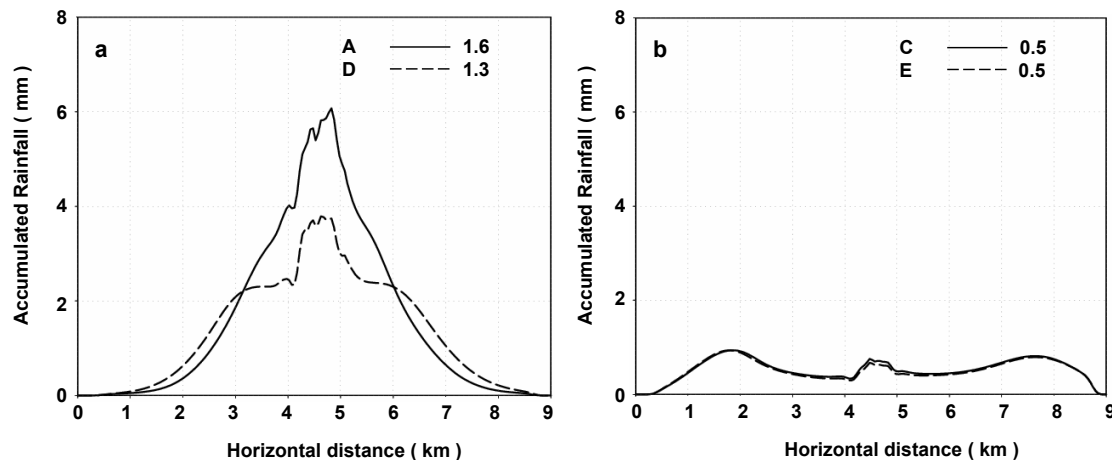 a
A 1.6
D 1.3
8
6
4
2
0
Accumulated Rainfall ( mm )
0 1 2 3 4 5 6 7 8 9
Horizontal distance ( km )
b
C 0.5
E 0.5
8
6
4
2
0
Accumulated Rainfall ( mm )
0 1 2 3 4 5 6 7 8 9
Horizontal distance ( km )